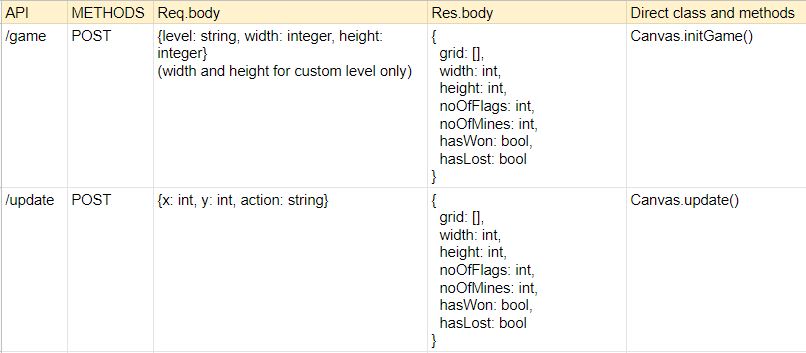 API METHODS Req.body Res.body Direct class and methods
/game POST {level: string, width: integer, height: integer}
(width and height for custom level only)
{
grid: [],
width: int,
height: int,
noOfFlags: int,
noOfMines: int,
hasWon: bool,
hasLost: bool
}
Canvas.initGame()
/update POST {x: int, y: int, action: string}
{
grid: [],
width: int,
height: int,
noOfFlags: int,
noOfMines: int,
hasWon: bool,
hasLost: bool
}
Canvas.update()